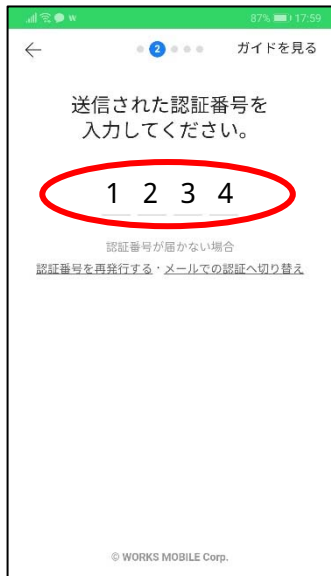 W 87% 17:59
2 ガイドを見る
送信された認証番号を
入力してください。
1 2 3 4
認証番号が届かない場合
認証番号を再発行する・メールでの認証へ切り替え
© WORKS MOBILE Corp.